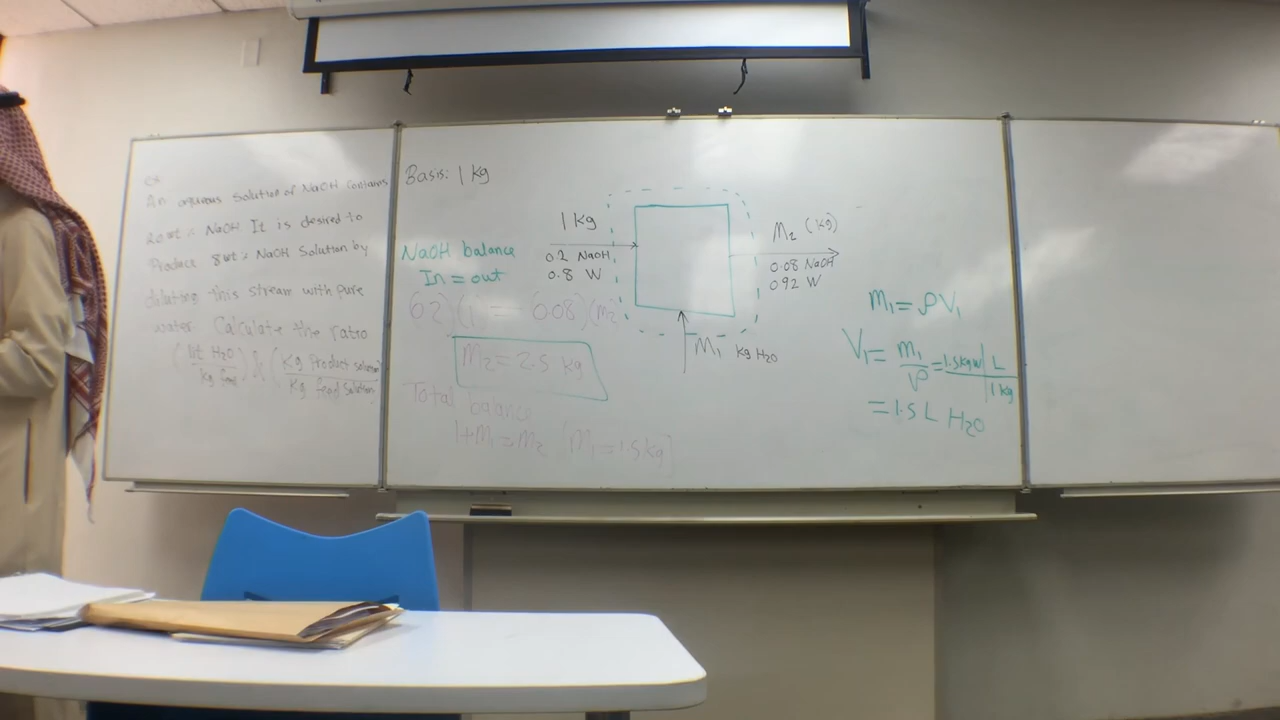 ex
An aqueous Solution of NaOH Contains
20 wt % NaOH It is desired to
Produce 8 wt % NaOH Solution by
diluting this stream with pure
water. Calculate the ratio
(lit H2O / kg feed) & (Kg Product solution / Kg feed Solution)
Basis: 1 Kg
NaOH balance
In = out
(0.2)(1) = (0.08)(m2)
m2 = 2.5 kg
Total balance
1+M1 = M2 [M1 = 1.5 kg]
1 Kg
0.2 NaOH
0.8 W
M2 (kg)
0.08 NaOH
0.92 W
M1 kg H2O
m1 = ρV1
V1 = m1/ρ = 1.5 kg W | L / 1 kg
= 1.5 L H2O